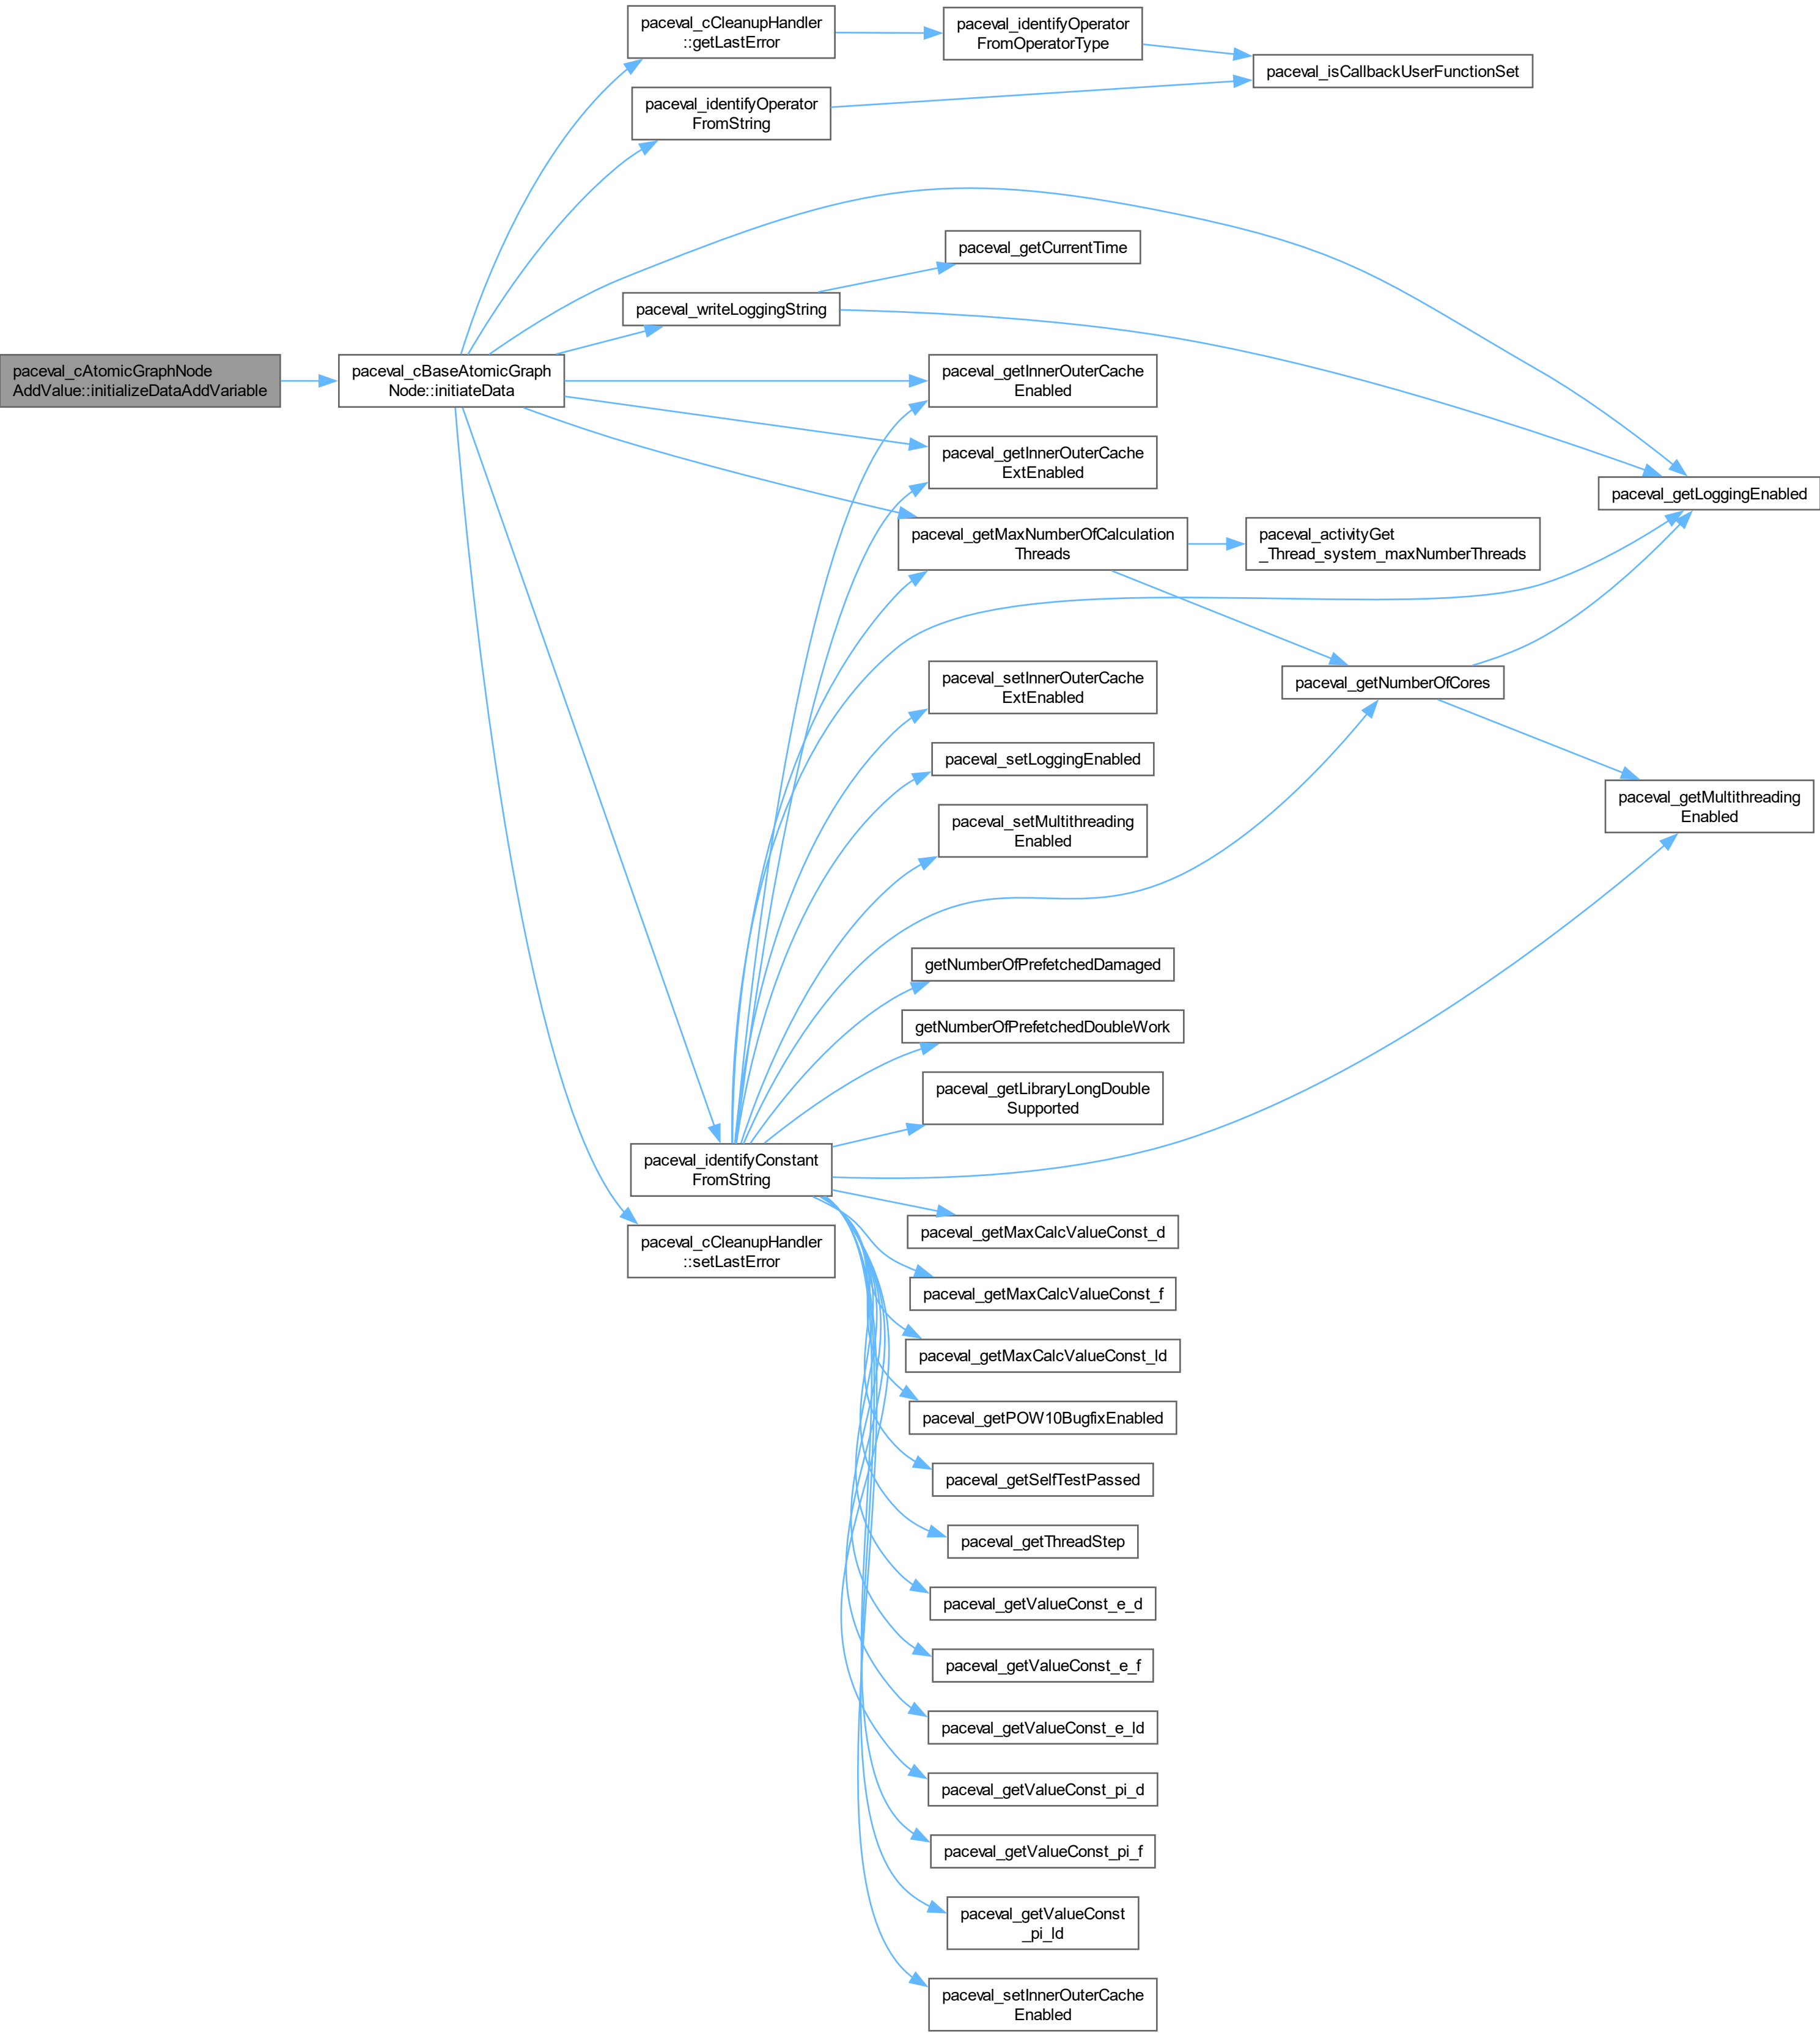 paceval_cCleanupHandler
::getLastError
paceval_identifyOperator
FromOperatorType
paceval_isCallbackUserFunctionSet
paceval_identifyOperator
FromString
paceval_getCurrentTime
paceval_writeLoggingString
paceval_cAtomicGraphNode
AddValue::initializeDataAddVariable
paceval_cBaseAtomicGraph
Node::initiateData
paceval_getInnerOuterCache
Enabled
paceval_getInnerOuterCache
ExtEnabled
paceval_getLoggingEnabled
paceval_getMaxNumberOfCalculation
Threads
paceval_activityGet
_Thread_system_maxNumberThreads
paceval_setInnerOuterCache
ExtEnabled
paceval_getNumberOfCores
paceval_setLoggingEnabled
paceval_getMultithreading
Enabled
paceval_setMultithreading
Enabled
getNumberOfPrefetchedDamaged
getNumberOfPrefetchedDoubleWork
paceval_getLibraryLongDouble
Supported
paceval_identifyConstant
FromString
paceval_getMaxCalcValueConst_d
paceval_cCleanupHandler
::setLastError
paceval_getMaxCalcValueConst_f
paceval_getMaxCalcValueConst_ld
paceval_getPOW10BugfixEnabled
paceval_getSelfTestPassed
paceval_getThreadStep
paceval_getValueConst_e_d
paceval_getValueConst_e_f
paceval_getValueConst_e_ld
paceval_getValueConst_pi_d
paceval_getValueConst_pi_f
paceval_getValueConst
_pi_ld
paceval_setInnerOuterCache
Enabled